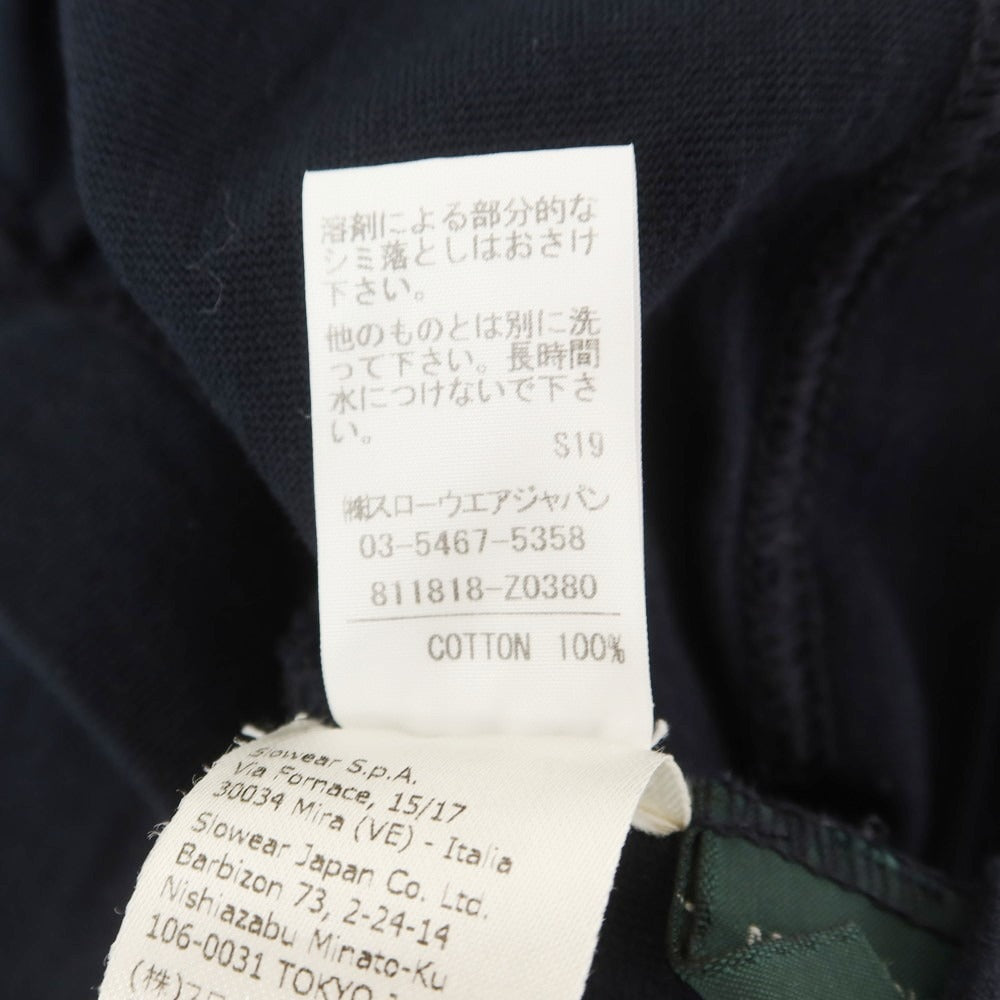 溶剤による部分的な
シミ落としはおさけ
下さい。
他のものとは別に洗
って下さい。長時間
水につけないで下さ
い。
S19
㈱スローウエアジャパン
03-5467-5358
811818-Z0380
COTTON 100%
Slowear S.p.A.
Via Fornace, 15/17
30034 Mira (VE) - Italia
Slowear Japan Co. Ltd.
Barbizon 73, 2-24-14
Nishiazabu Minato-Ku
106-0031 TOKYO -
(株)スロ